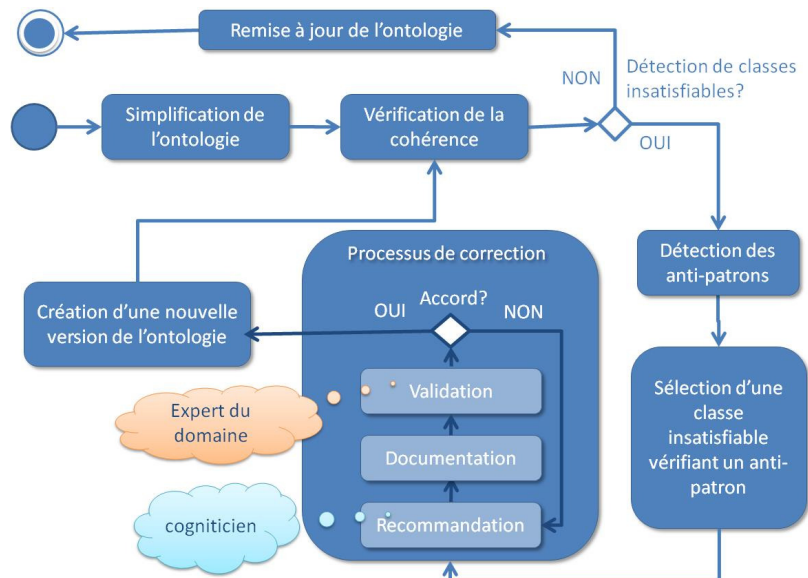 Remise à jour de l'ontologie
Détection de classes
insatisfiables?
NON
Simplification de
l'ontologie
Vérification de la
cohérence
OUI
Détection des
anti-patrons
Processus de correction
Création d'une nouvelle
version de l'ontologie
OUI
Accord?
NON
Validation
Expert du
domaine
Sélection d'une
classe
insatisfiable
vérifiant un anti-
patron
Documentation
cogniticien
Recommandation